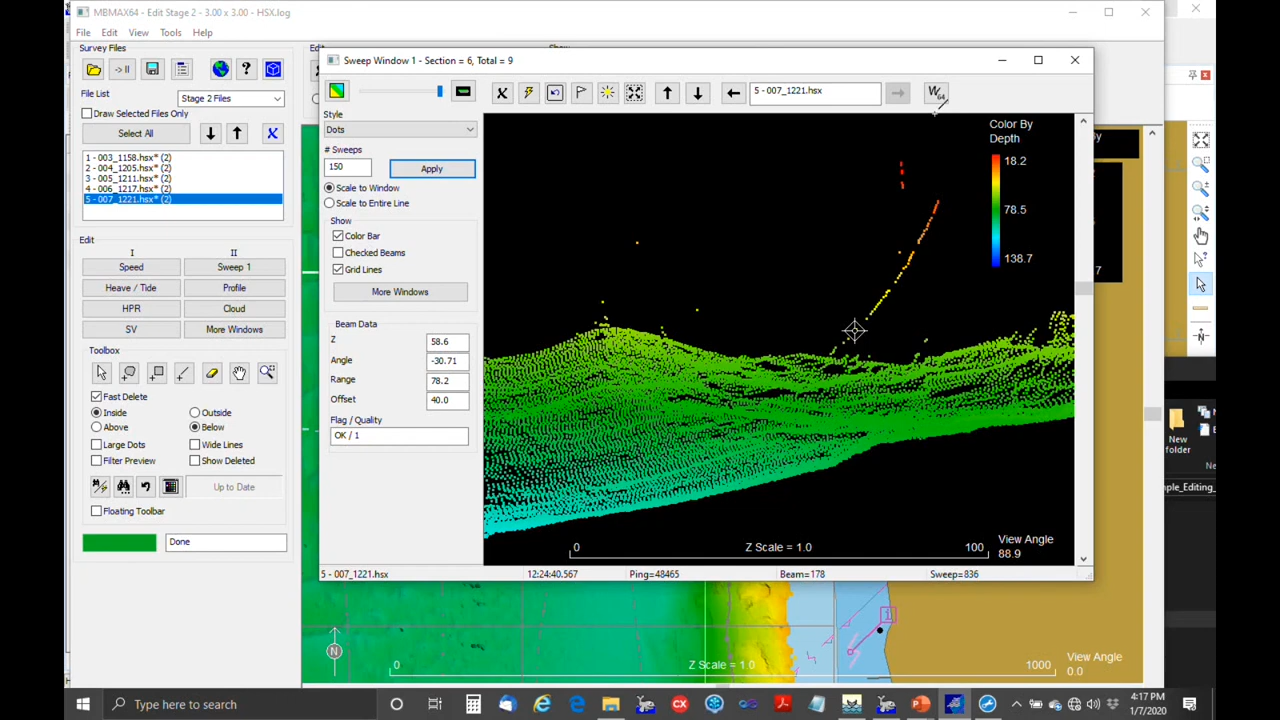 MBMAX64 - Edit Stage 2 - 3.00 x 3.00 - HSX.log
File Edit View Tools Help
Survey Files
File List
Stage 2 Files
Draw Selected Files Only
Select All
1 - 003_1158.hsx* (2)
2 - 004_1205.hsx* (2)
3 - 005_1211.hsx* (2)
4 - 006_1217.hsx* (2)
5 - 007_1221.hsx* (2)
Edit
I II
Speed Sweep 1
Heave / Tide Profile
HPR Cloud
SV More Windows
Toolbox
Fast Delete
Inside Outside
Above Below
Large Dots Wide Lines
Filter Preview Show Deleted
Up to Date
Floating Toolbar
Done
Sweep Window 1 - Section = 6, Total = 9
5 - 007_1221.hsx
W
64
Style
Dots
# Sweeps
150 Apply
Scale to Window
Scale to Entire Line
Show
Color Bar
Checked Beams
Grid Lines
More Windows
Beam Data
Z 58.6
Angle -30.71
Range 78.2
Offset 40.0
Flag / Quality
OK / 1
Color By
Depth
18.2
78.5
138.7
0 Z Scale = 1.0 100
View Angle
88.9
5 - 007_1221.hsx 12:24:40.567 Ping=48465 Beam=178 Sweep=836
N
0 Z Scale = 1.0 1000
View Angle
0.0
New
folder
ple_Editing_
Type here to search
4:17 PM
1/7/2020